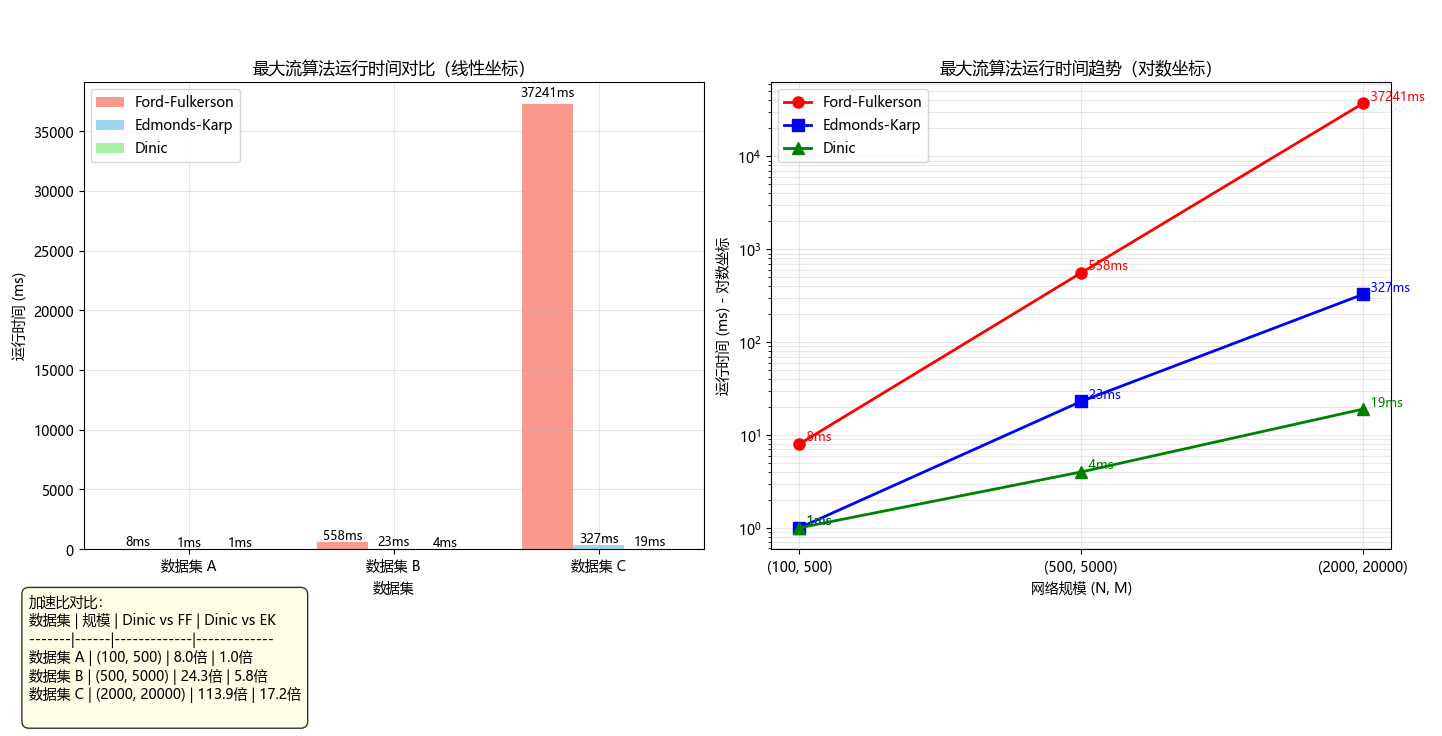 最大流算法运行时间对比（线性坐标）
Ford-Fulkerson
Edmonds-Karp
Dinic
37241ms
35000
30000
25000
20000
15000
10000
5000
0
运行时间 (ms)
8ms
1ms
1ms
558ms
23ms
4ms
327ms
19ms
数据集 A
数据集 B
数据集 C
数据集
最大流算法运行时间趋势（对数坐标）
Ford-Fulkerson
Edmonds-Karp
Dinic
10⁴
10³
10²
10¹
10⁰
运行时间 (ms) - 对数坐标
37241ms
558ms
327ms
23ms
19ms
8ms
4ms
1ms
(100, 500)
(500, 5000)
(2000, 20000)
网络规模 (N, M)
加速比对比：
数据集 | 规模 | Dinic vs FF | Dinic vs EK
-------|------|-------------|-------------
数据集 A | (100, 500) | 8.0倍 | 1.0倍
数据集 B | (500, 5000) | 24.3倍 | 5.8倍
数据集 C | (2000, 20000) | 113.9倍 | 17.2倍